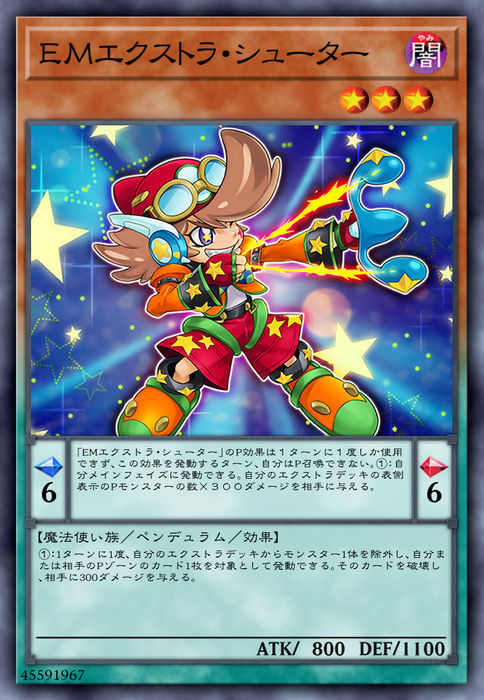 EMエクストラ・シューター
やみ
闇
「EMエクストラ・シューター」のP効果は1ターンに1度しか使用
できず、この効果を発動するターン、自分はP召喚できない。①:自
分メインフェイズに発動できる。自分のエクストラデッキの表側
表示のPモンスターの数×300ダメージを相手に与える。
6
6
【魔法使い族/ペンデュラム/効果】
①:1ターンに1度、自分のエクストラデッキからモンスター1体を除外し、自分ま
たは相手のPゾーンのカード1枚を対象として発動できる。そのカードを破壊し
、相手に300ダメージを与える。
ATK/ 800 DEF/1100
45591967